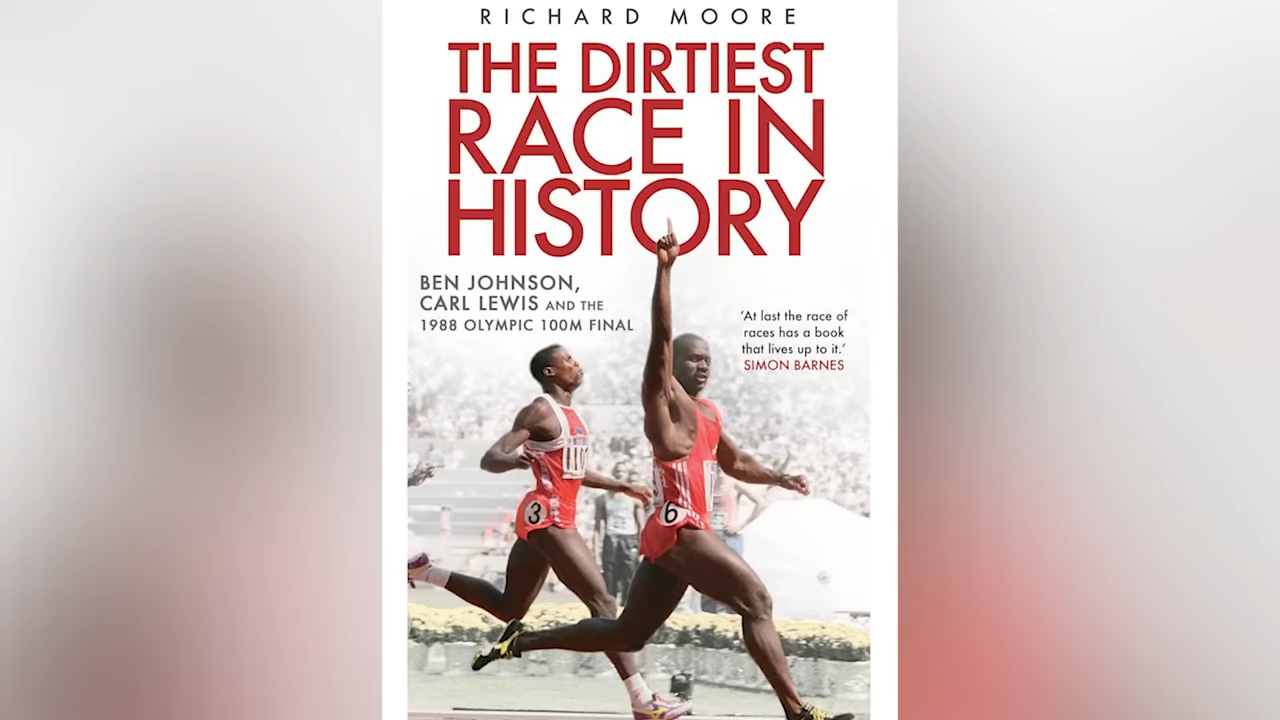 RICHARD MOORE
THE DIRTIEST
RACE IN
HISTORY
BEN JOHNSON,
CARL LEWIS AND THE
1988 OLYMPIC 100M FINAL
'At last the race of
races has a book
that lives up to it.'
SIMON BARNES
3
6